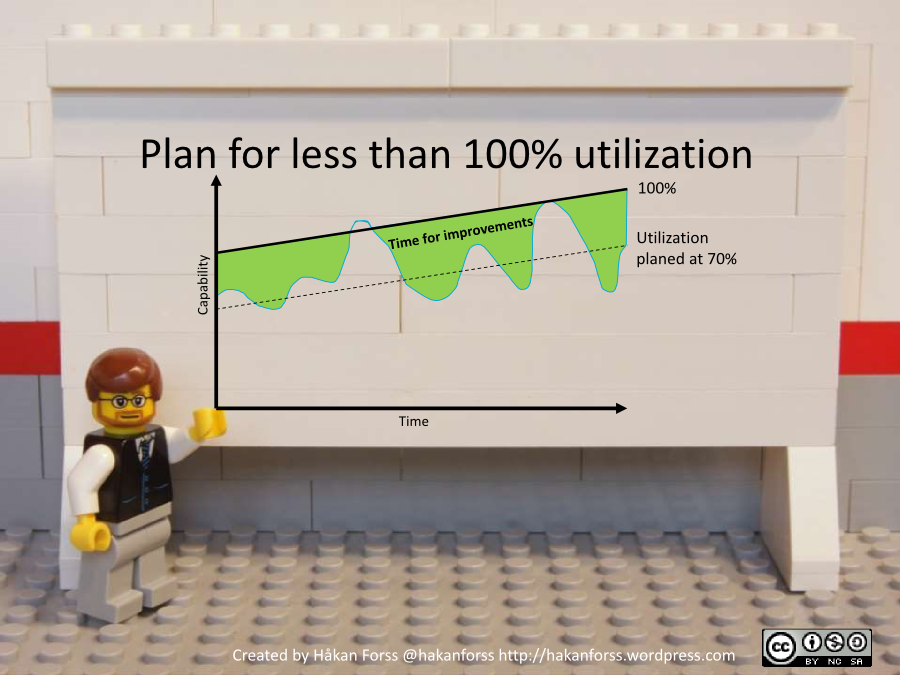 Plan for less than 100% utilization
100%
Time for improvements
Utilization
planed at 70%
Capability
Time
Created by Håkan Forss @hakanforss http://hakanforss.wordpress.com
cc
BY NC SA